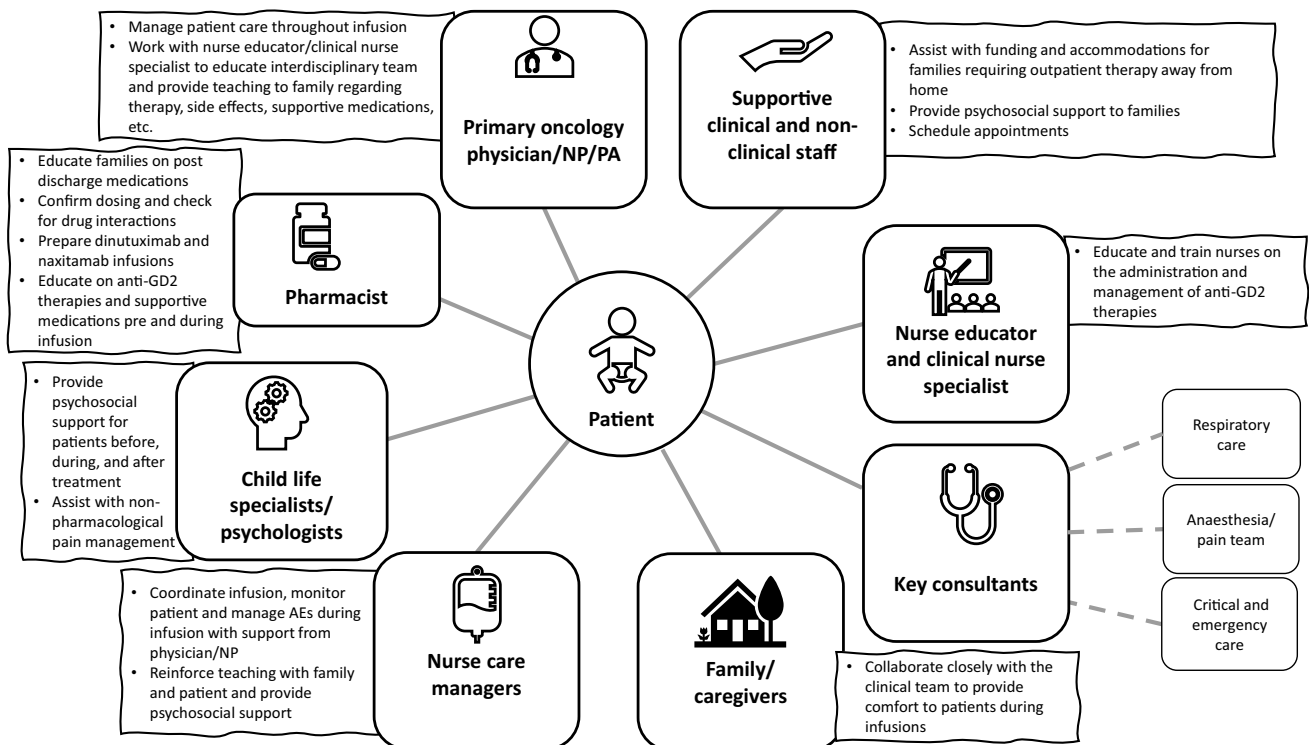 • Manage patient care throughout infusion
• Work with nurse educator/clinical nurse
specialist to educate interdisciplinary team
and provide teaching to family regarding
therapy, side effects, supportive medications,
etc.
Primary oncology
physician/NP/PA
Supportive
clinical and non-
clinical staff
• Assist with funding and accommodations for
families requiring outpatient therapy away from
home
• Provide psychosocial support to families
• Schedule appointments
• Educate families on post
discharge medications
• Confirm dosing and check
for drug interactions
• Prepare dinutuximab and
naxitamab infusions
• Educate on anti-GD2
therapies and supportive
medications pre and during
infusion
Pharmacist
Nurse educator
and clinical nurse
specialist
• Educate and train nurses on
the administration and
management of anti-GD2
therapies
Patient
• Provide
psychosocial
support for
patients before,
during, and after
treatment
• Assist with non-
pharmacological
pain management
Child life
specialists/
psychologists
Key consultants
Respiratory
care
Anaesthesia/
pain team
Critical and
emergency
care
• Coordinate infusion, monitor
patient and manage AEs during
infusion with support from
physician/NP
• Reinforce teaching with family
and patient and provide
psychosocial support
Nurse care
managers
Family/
caregivers
• Collaborate closely with the
clinical team to provide
comfort to patients during
infusions